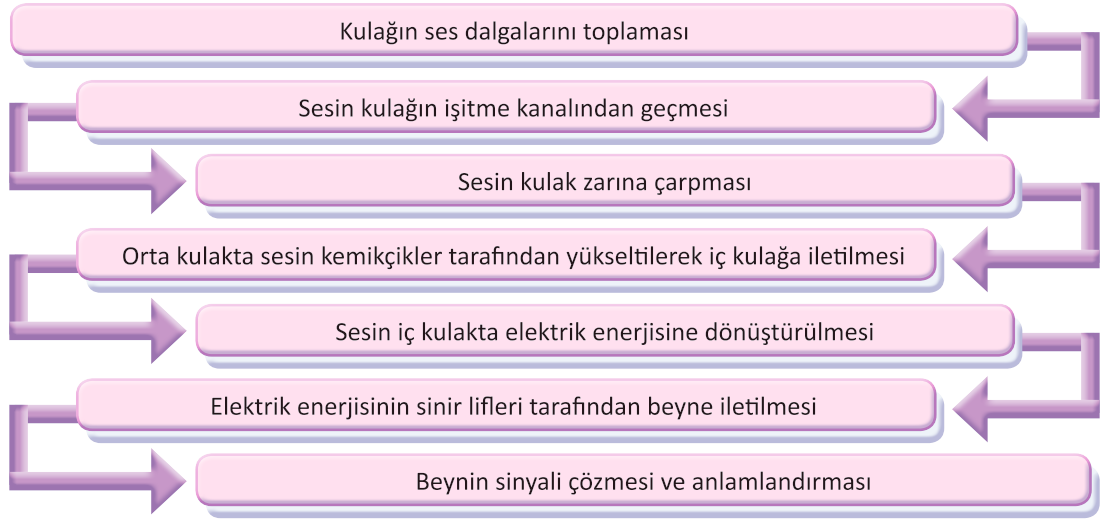 Kulağın ses dalgalarını toplaması
Sesin kulağın işitme kanalından geçmesi
Sesin kulak zarına çarpması
Orta kulakta sesin kemikçikler tarafından yükseltilerek iç kulağa iletilmesi
Sesin iç kulakta elektrik enerjisine dönüştürülmesi
Elektrik enerjisinin sinir lifleri tarafından beyne iletilmesi
Beynin sinyali çözmesi ve anlamlandırması